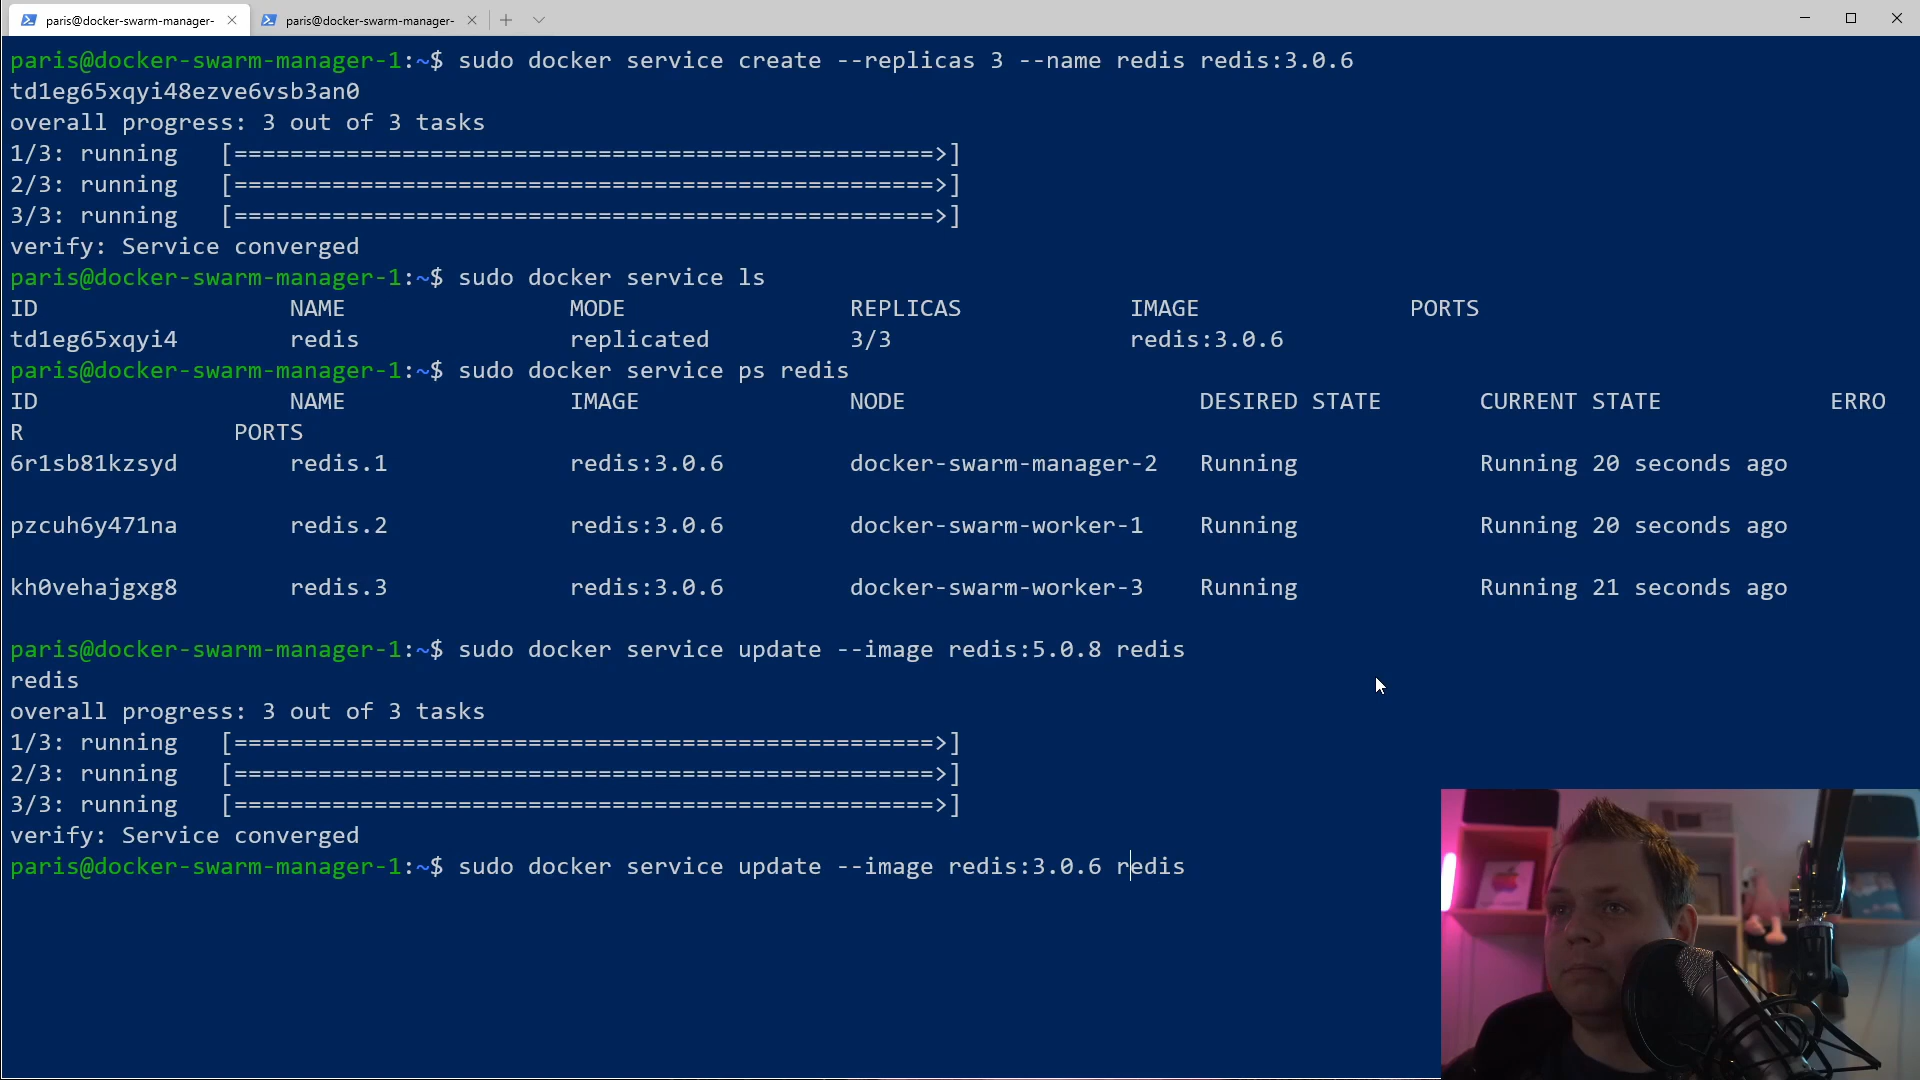 paris@docker-swarm-manager- paris@docker-swarm-manager-
paris@docker-swarm-manager-1:~$ sudo docker service create --replicas 3 --name redis redis:3.0.6
td1eg65xqyi48ezve6vsb3an0
overall progress: 3 out of 3 tasks
1/3: running   [==================================================>]
2/3: running   [==================================================>]
3/3: running   [==================================================>]
verify: Service converged
paris@docker-swarm-manager-1:~$ sudo docker service ls
ID                  NAME                MODE                REPLICAS            IMAGE               PORTS
td1eg65xqyi4        redis               replicated          3/3                 redis:3.0.6
paris@docker-swarm-manager-1:~$ sudo docker service ps redis
ID                  NAME                IMAGE               NODE                     DESIRED STATE       CURRENT STATE            ERRO
R               PORTS
6r1sb81kzsyd        redis.1             redis:3.0.6         docker-swarm-manager-2   Running             Running 20 seconds ago
pzcuh6y471na        redis.2             redis:3.0.6         docker-swarm-worker-1    Running             Running 20 seconds ago
kh0vehajgxg8        redis.3             redis:3.0.6         docker-swarm-worker-3    Running             Running 21 seconds ago
paris@docker-swarm-manager-1:~$ sudo docker service update --image redis:5.0.8 redis
redis
overall progress: 3 out of 3 tasks
1/3: running   [==================================================>]
2/3: running   [==================================================>]
3/3: running   [==================================================>]
verify: Service converged
paris@docker-swarm-manager-1:~$ sudo docker service update --image redis:3.0.6 redis